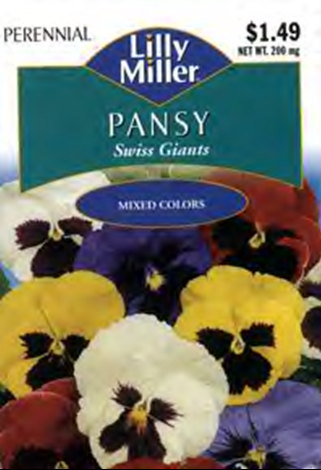 PERENNIAL
$1.49
NET WT. 200 mg
Lilly
Miller
PANSY
Swiss Giants
MIXED COLORS